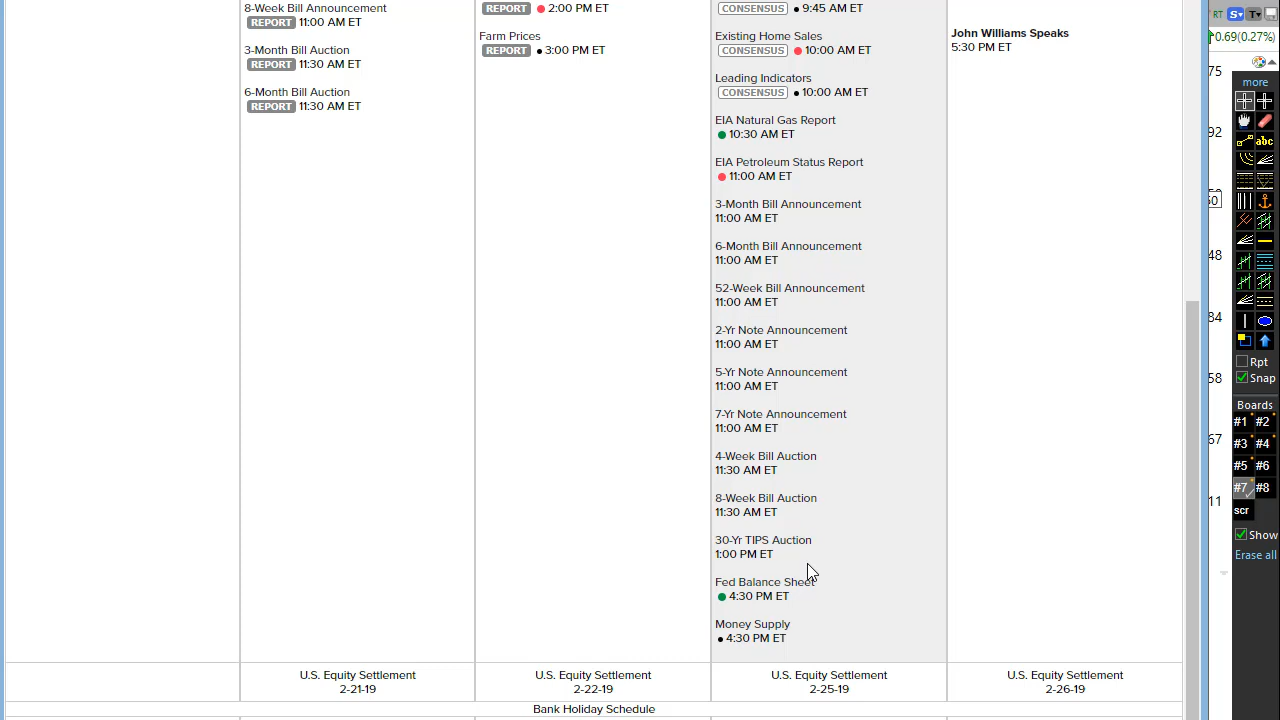 8-Week Bill Announcement
REPORT 11:00 AM ET
3-Month Bill Auction
REPORT 11:30 AM ET
6-Month Bill Auction
REPORT 11:30 AM ET
REPORT 2:00 PM ET
Farm Prices
REPORT 3:00 PM ET
CONSENSUS 9:45 AM ET
Existing Home Sales
CONSENSUS 10:00 AM ET
Leading Indicators
CONSENSUS 10:00 AM ET
EIA Natural Gas Report
10:30 AM ET
EIA Petroleum Status Report
11:00 AM ET
3-Month Bill Announcement
11:00 AM ET
6-Month Bill Announcement
11:00 AM ET
52-Week Bill Announcement
11:00 AM ET
2-Yr Note Announcement
11:00 AM ET
5-Yr Note Announcement
11:00 AM ET
7-Yr Note Announcement
11:00 AM ET
4-Week Bill Auction
11:30 AM ET
8-Week Bill Auction
11:30 AM ET
30-Yr TIPS Auction
1:00 PM ET
Fed Balance Sheet
4:30 PM ET
Money Supply
4:30 PM ET
John Williams Speaks
5:30 PM ET
U.S. Equity Settlement
2-21-19
U.S. Equity Settlement
2-22-19
U.S. Equity Settlement
2-25-19
U.S. Equity Settlement
2-26-19
Bank Holiday Schedule
RT S T
0.69(0.27%)
75
92
60
48
84
58
67
11
more
abc
Rpt
Snap
Boards
#1 #2
#3 #4
#5 #6
#7 #8
scr
Show
Erase all